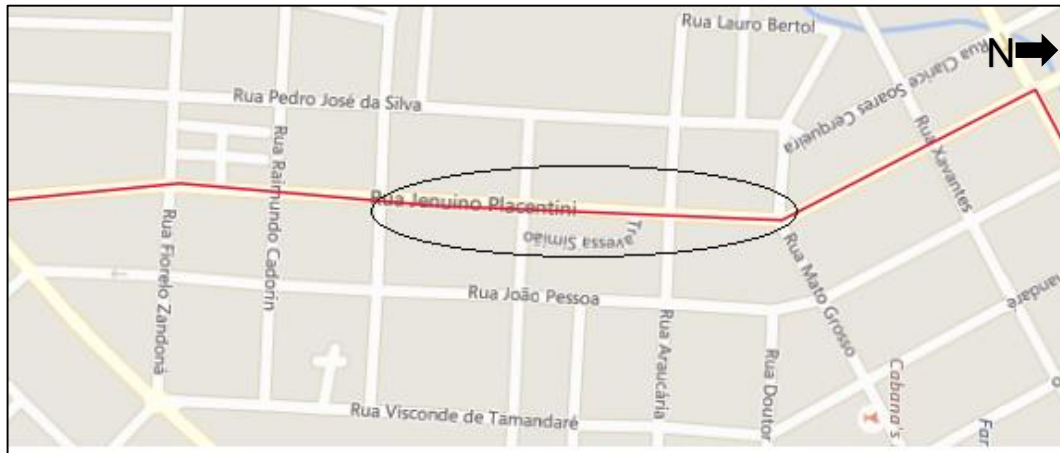 Rua Lauro Bertol
N
Rua Clarice Soares Cerqueira
Rua Pedro José da Silva
Rua Raimundo Cadorin
Rua Xavantes
Rua Jenuino Placentini
Travessa Simião
Rua Fiorelo Zandoná
Rua Mato Grosso
andaré
Rua João Pessoa
Rua Araucária
Rua Doutor
Cabana's
Rua Visconde de Tamandaré
Far